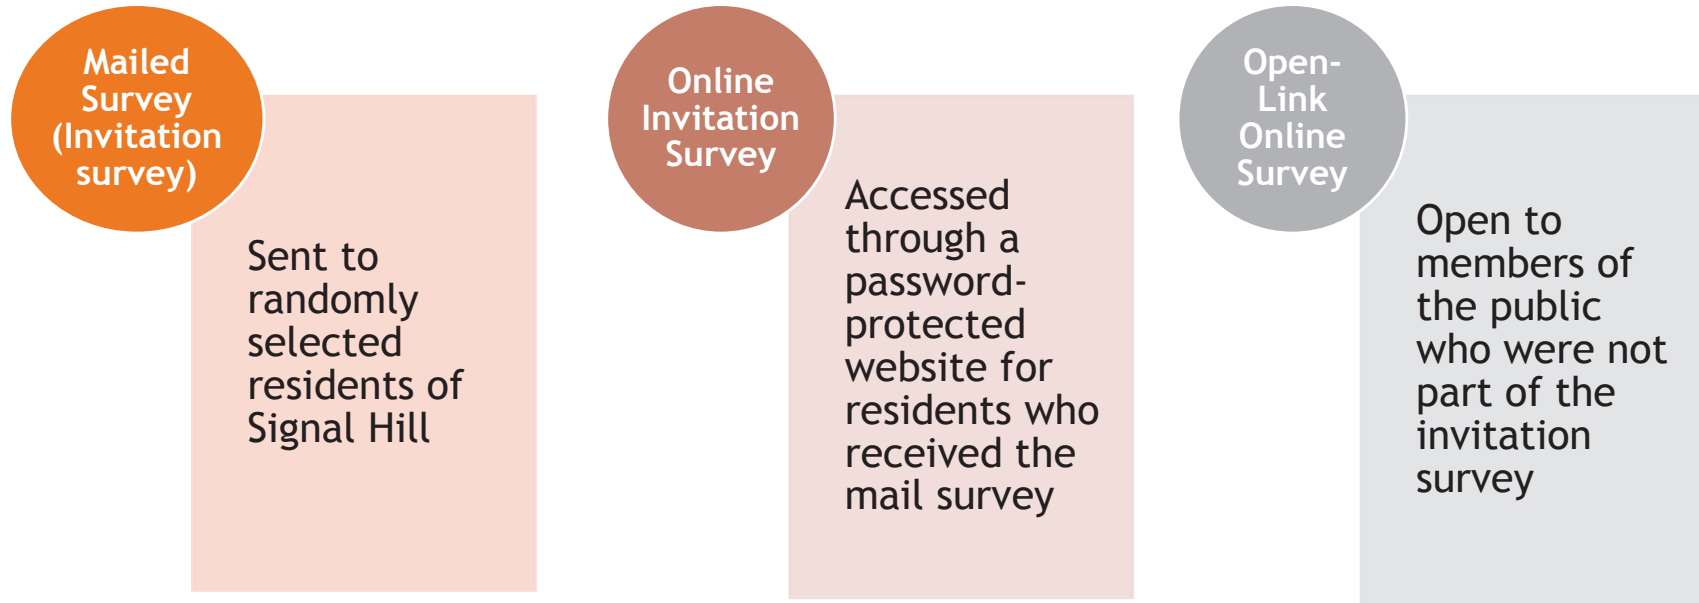 Mailed
Survey
(Invitation
survey)
Sent to
randomly
selected
residents of
Signal Hill
Online
Invitation
Survey
Accessed
through a
password-
protected
website for
residents who
received the
mail survey
Open-
Link
Online
Survey
Open to
members of
the public
who were not
part of the
invitation
survey